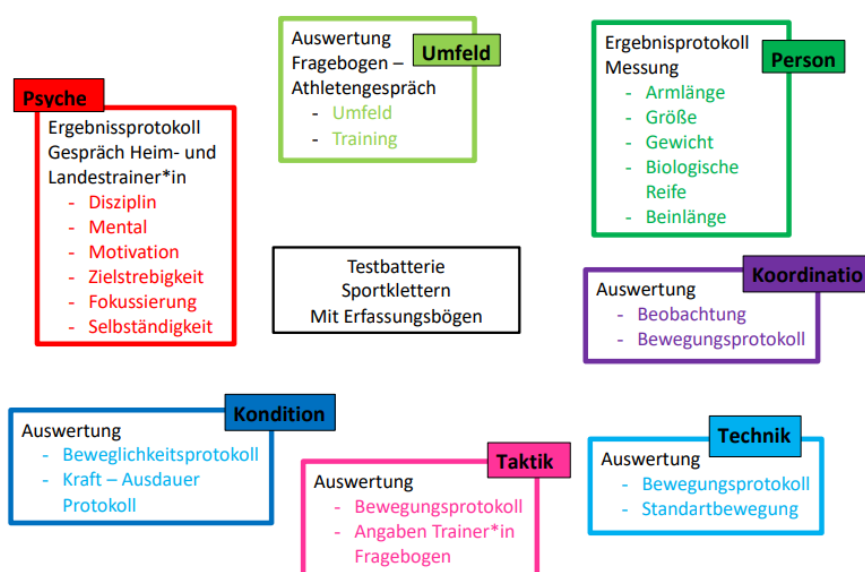 Umfeld
Auswertung
Fragebogen –
Athletengespräch
- Umfeld
- Training
Person
Ergebnisprotokoll
Messung
- Armlänge
- Größe
- Gewicht
- Biologische
Reife
- Beinlänge
Psyche
Ergebnissprotokoll
Gespräch Heim- und
Landestrainer*in
- Disziplin
- Mental
- Motivation
- Zielstrebigkeit
- Fokussierung
- Selbständigkeit
Testbatterie
Sportklettern
Mit Erfassungsbögen
Koordinatio
Auswertung
- Beobachtung
- Bewegungsprotokoll
Kondition
Auswertung
- Beweglichkeitsprotokoll
- Kraft – Ausdauer
Protokoll
Taktik
Auswertung
- Bewegungsprotokoll
- Angaben Trainer*in
Fragebogen
Technik
Auswertung
- Bewegungsprotokoll
- Standartbewegung